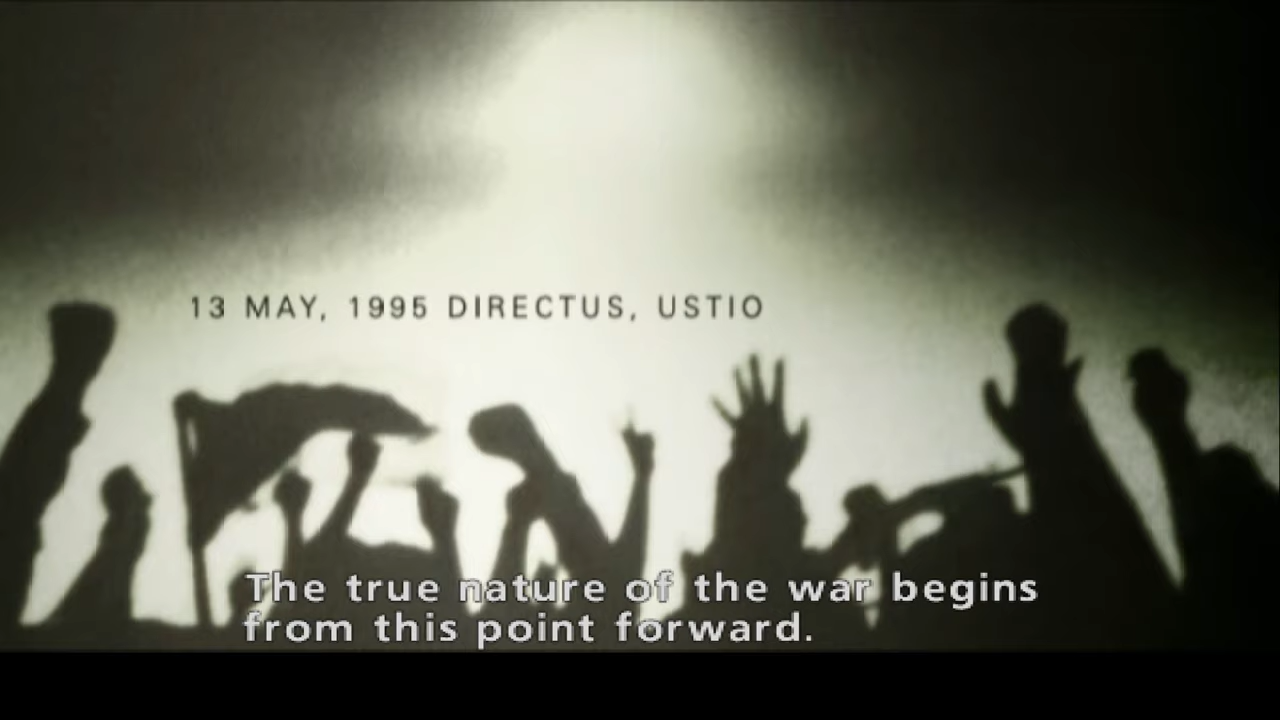 13 MAY, 1995 DIRECTUS, USTIO
The true nature of the war begins
from this point forward.